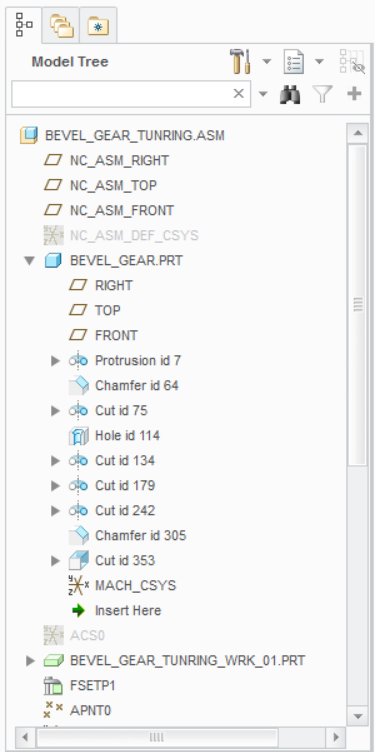 Model Tree
BEVEL_GEAR_TUNRING.ASM
NC_ASM_RIGHT
NC_ASM_TOP
NC_ASM_FRONT
NC_ASM_DEF_CSYS
BEVEL_GEAR.PRT
RIGHT
TOP
FRONT
Protrusion id 7
Chamfer id 64
Cut id 75
Hole id 114
Cut id 134
Cut id 179
Cut id 242
Chamfer id 305
Cut id 353
MACH_CSYS
Insert Here
ACS0
BEVEL_GEAR_TUNRING_WRK_01.PRT
FSETP1
APNT0